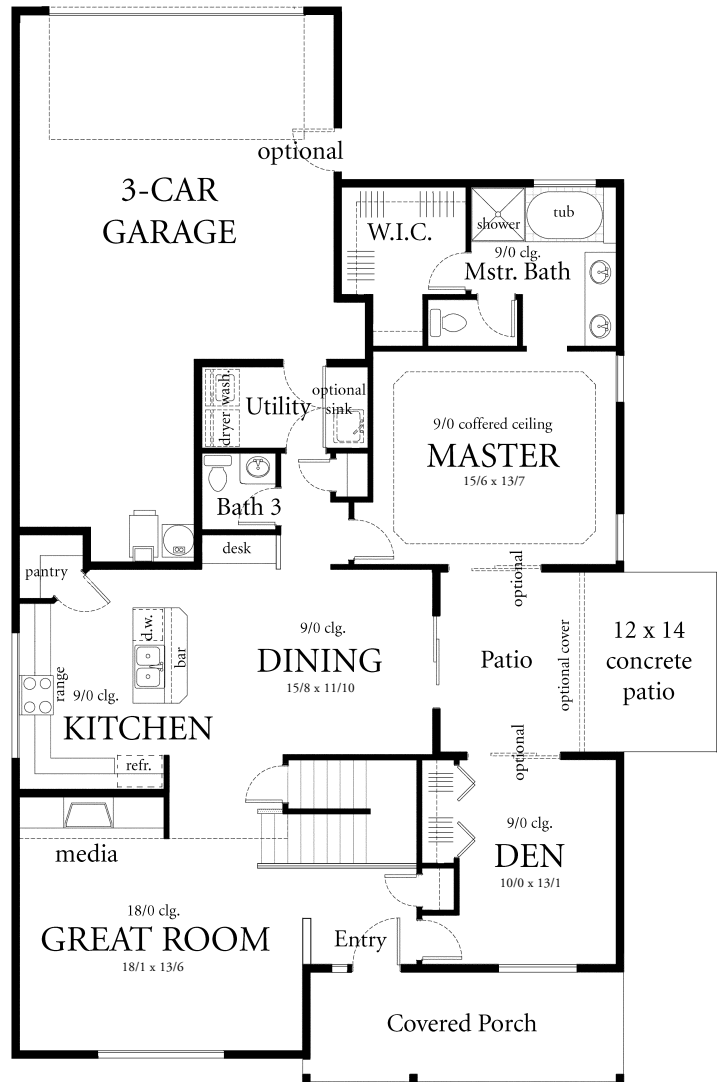 optional
3-CAR
GARAGE
W.I.C.
shower
tub
9/0 clg.
Mstr. Bath
dryer wash.
Utility
optional
sink
9/0 coffered ceiling
MASTER
15/6 x 13/7
Bath 3
desk
pantry
optional
d.w.
bar
range
9/0 clg.
KITCHEN
refr.
9/0 clg.
DINING
15/8 x 11/10
Patio
optional cover
12 x 14
concrete
patio
optional
media
9/0 clg.
DEN
10/0 x 13/1
18/0 clg.
GREAT ROOM
18/1 x 13/6
Entry
Covered Porch